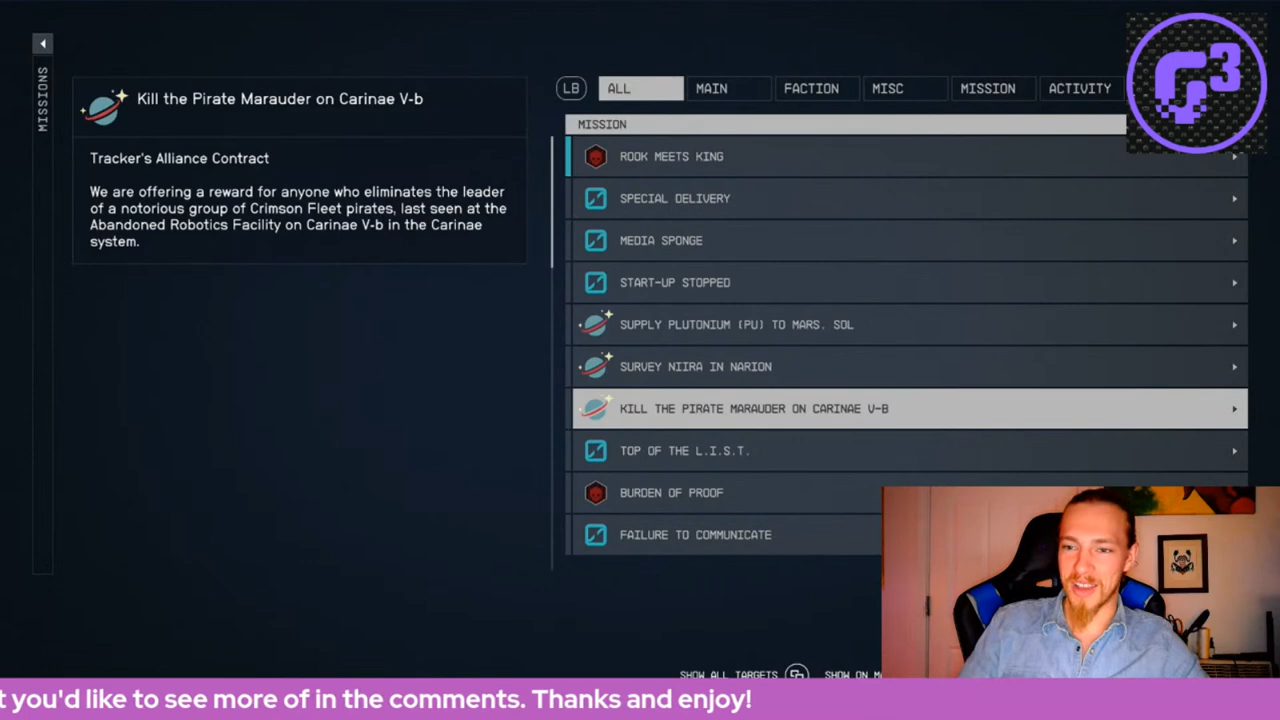 MISSIONS
Kill the Pirate Marauder on Carinae V-b
Tracker's Alliance Contract
We are offering a reward for anyone who eliminates the leader
of a notorious group of Crimson Fleet pirates, last seen at the
Abandoned Robotics Facility on Carinae V-b in the Carinae
system.
LB ALL MAIN FACTION MISC MISSION ACTIVITY
MISSION
ROOK MEETS KING
SPECIAL DELIVERY
MEDIA SPONGE
START-UP STOPPED
SUPPLY PLUTONIUM (PU) TO MARS. SOL
SURVEY NIIRA IN NARION
KILL THE PIRATE MARAUDER ON CARINAE V-B
TOP OF THE L.I.S.T.
BURDEN OF PROOF
FAILURE TO COMMUNICATE
SHOW ALL TARGETS SHOW ON M
t you'd like to see more of in the comments. Thanks and enjoy!